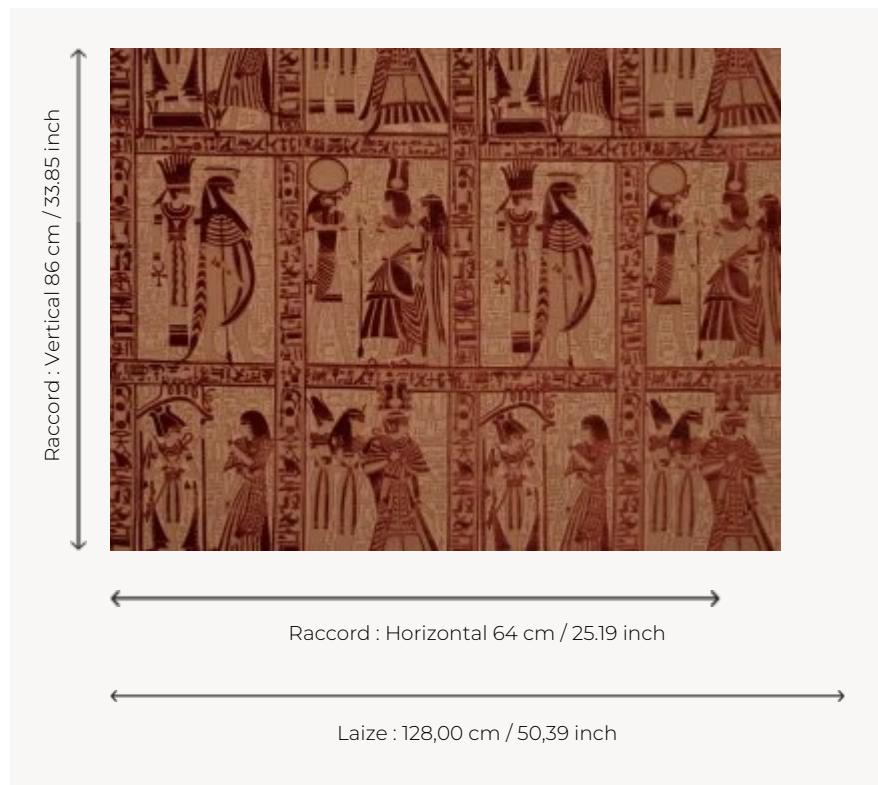 Raccord : Vertical 86 cm / 33.85 inch
Raccord : Horizontal 64 cm / 25.19 inch
Laize : 128,00 cm / 50,39 inch